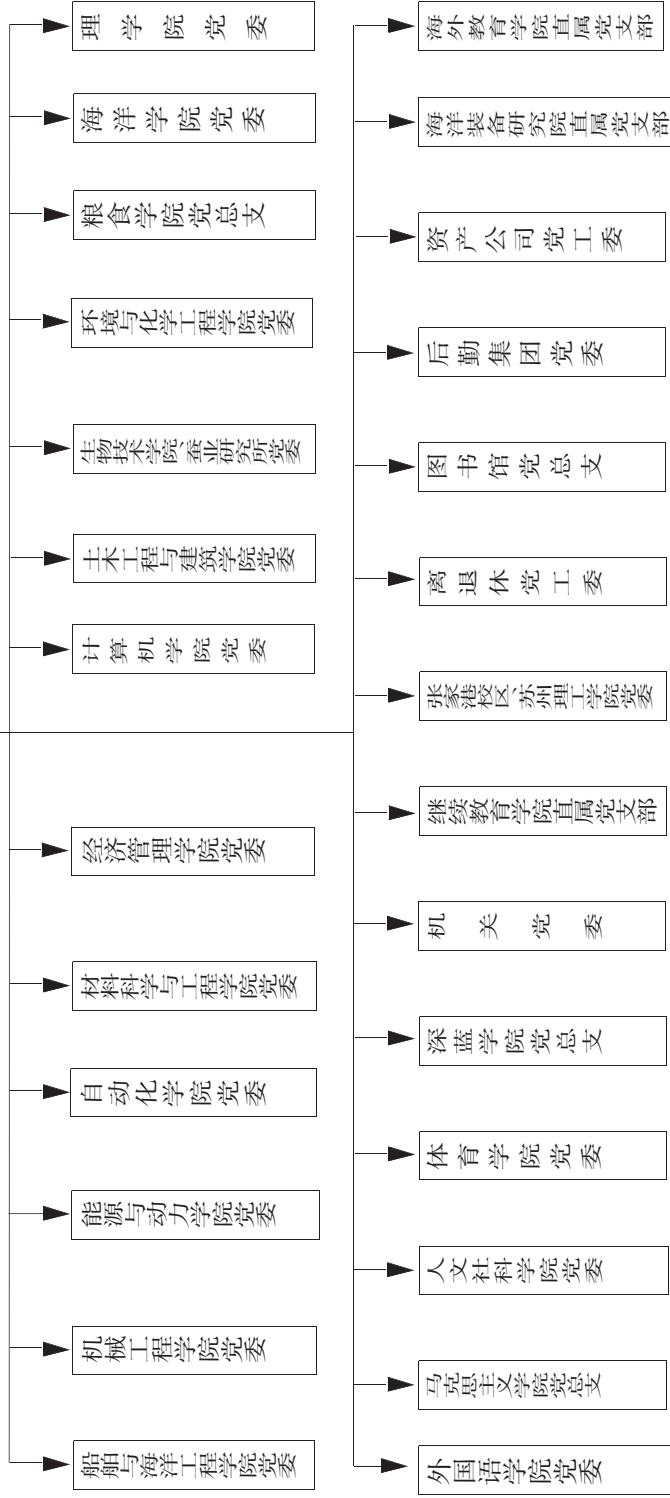 船舶与海洋工程学院党委
机械工程学院党委
能源与动力学院党委
自动化学院党委
材料科学与工程学院党委
经济管理学院党委
计算机学院党委
土木工程与建筑学院党委
生物技术学院、蚕业研究所党委
环境与化学工程学院党委
粮食学院党总支
海洋学院党委
理学院党委
外国语学院党委
马克思主义学院党总支
人文社科学院党委
体育学院党委
深蓝学院党总支
机关党委
继续教育学院直属党支部
张家港校区、苏州理工学院党委
离退休党工委
图书馆党总支
后勤集团党委
资产公司党工委
海洋装备研究院直属党支部
海外教育学院直属党支部